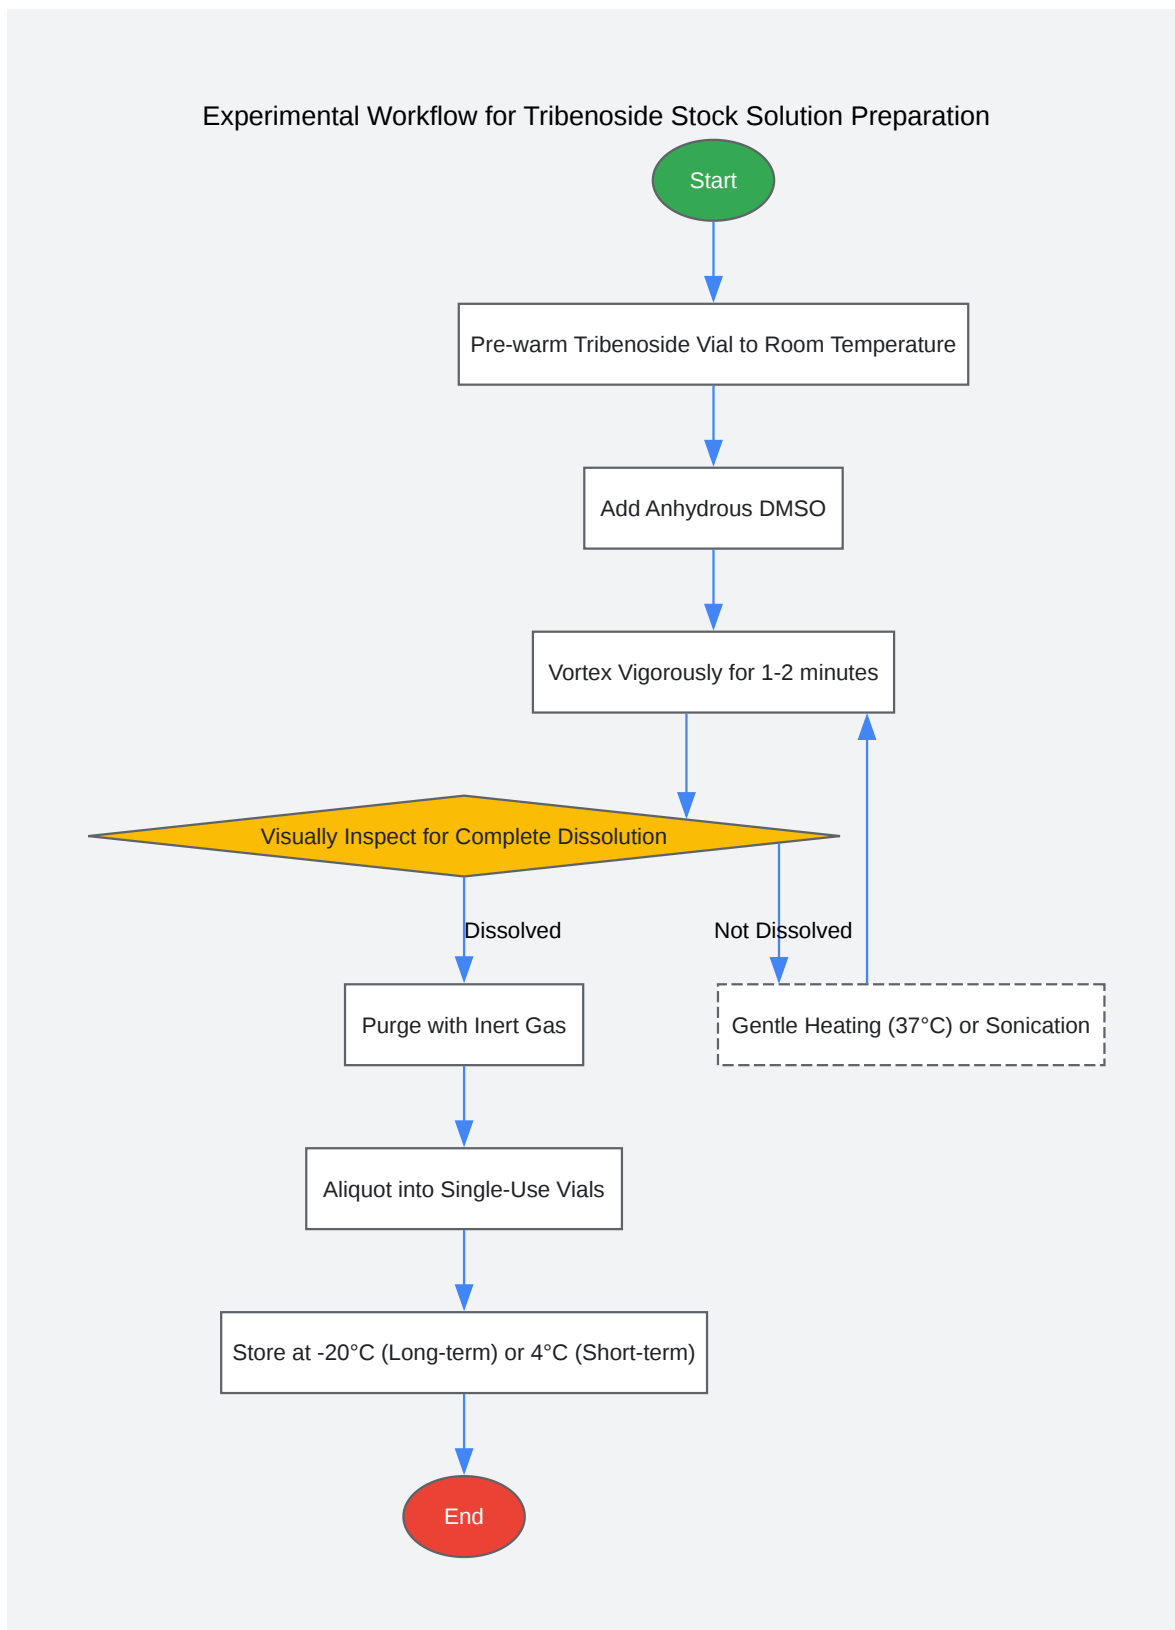 Experimental Workflow for Tribenoside Stock Solution Preparation
Start
Pre-warm Tribenoside Vial to Room Temperature
Add Anhydrous DMSO
Vortex Vigorously for 1-2 minutes
Visually Inspect for Complete Dissolution
Dissolved
Not Dissolved
Purge with Inert Gas
Gentle Heating (37°C) or Sonication
Aliquot into Single-Use Vials
Store at -20°C (Long-term) or 4°C (Short-term)
End